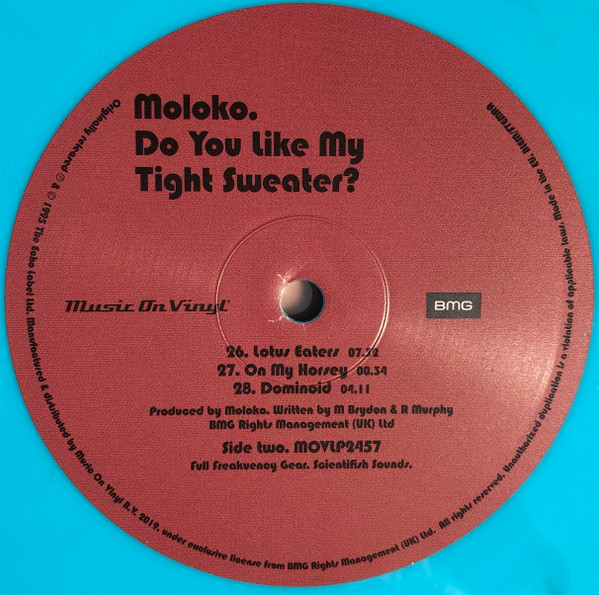 Moloko.
Do You Like My
Tight Sweater?
Music On Vinyl
BMG
26. Lotus Eaters 07.52
27. On My Horsey 00.34
28. Dominoid 04.11
Produced by Moloko. Written by M Brydon & R Murphy
BMG Rights Management (UK) Ltd
Side two. MOVLP2457
Full Freakuency Gear. Scientifish Sounds.
Originally released ℗ & © 1995 The Echo Label Ltd. Manufactured & distributed by Music On Vinyl B.V. 2019, under exclusive license from BMG Rights Management (UK) Ltd. All rights reserved. Unauthorized duplication is a violation of applicable laws. Made in the EU. BIEM/STEMRA